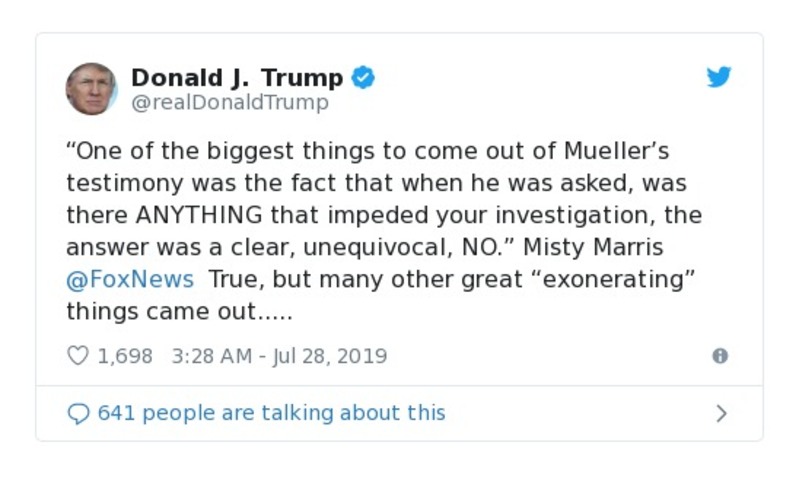 Donald J. Trump
@realDonaldTrump
“One of the biggest things to come out of Mueller’s
testimony was the fact that when he was asked, was
there ANYTHING that impeded your investigation, the
answer was a clear, unequivocal, NO.” Misty Marris
@FoxNews  True, but many other great “exonerating”
things came out.....
1,698 3:28 AM - Jul 28, 2019
641 people are talking about this